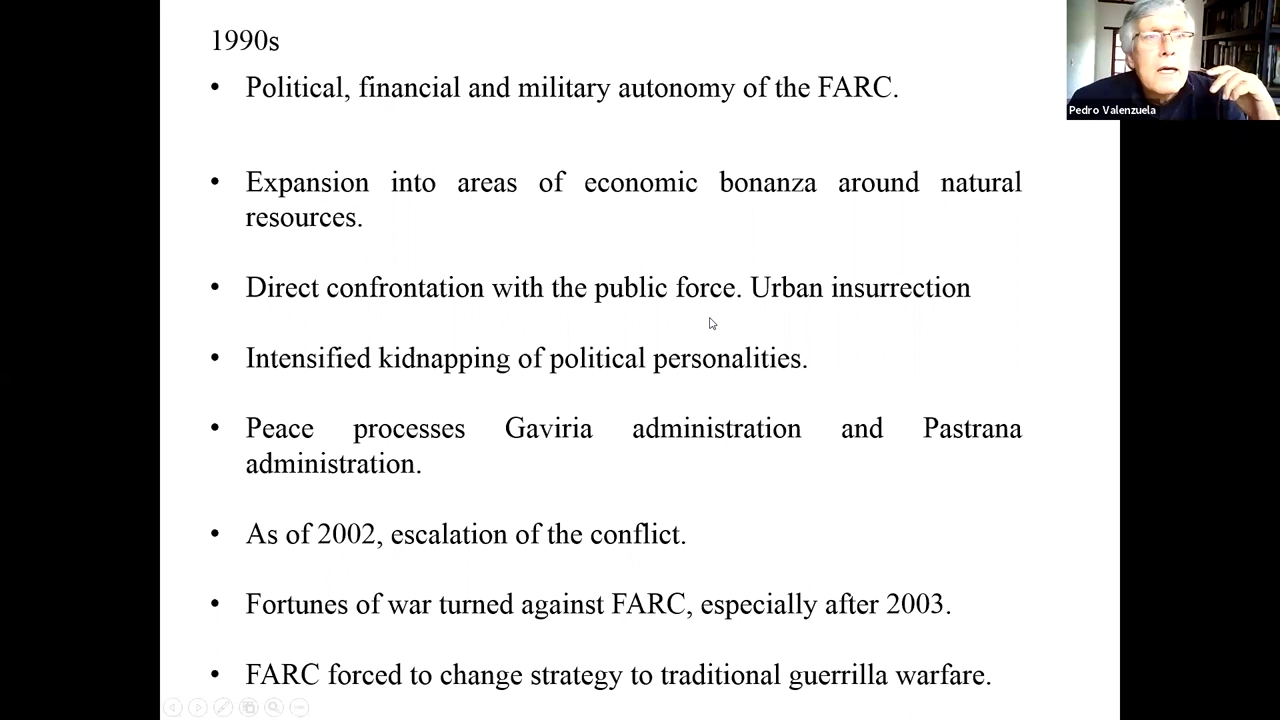 1990s
• Political, financial and military autonomy of the FARC.
• Expansion into areas of economic bonanza around natural
resources.
• Direct confrontation with the public force. Urban insurrection
• Intensified kidnapping of political personalities.
• Peace processes Gaviria administration and Pastrana
administration.
• As of 2002, escalation of the conflict.
• Fortunes of war turned against FARC, especially after 2003.
• FARC forced to change strategy to traditional guerrilla warfare.
Pedro Valenzuela